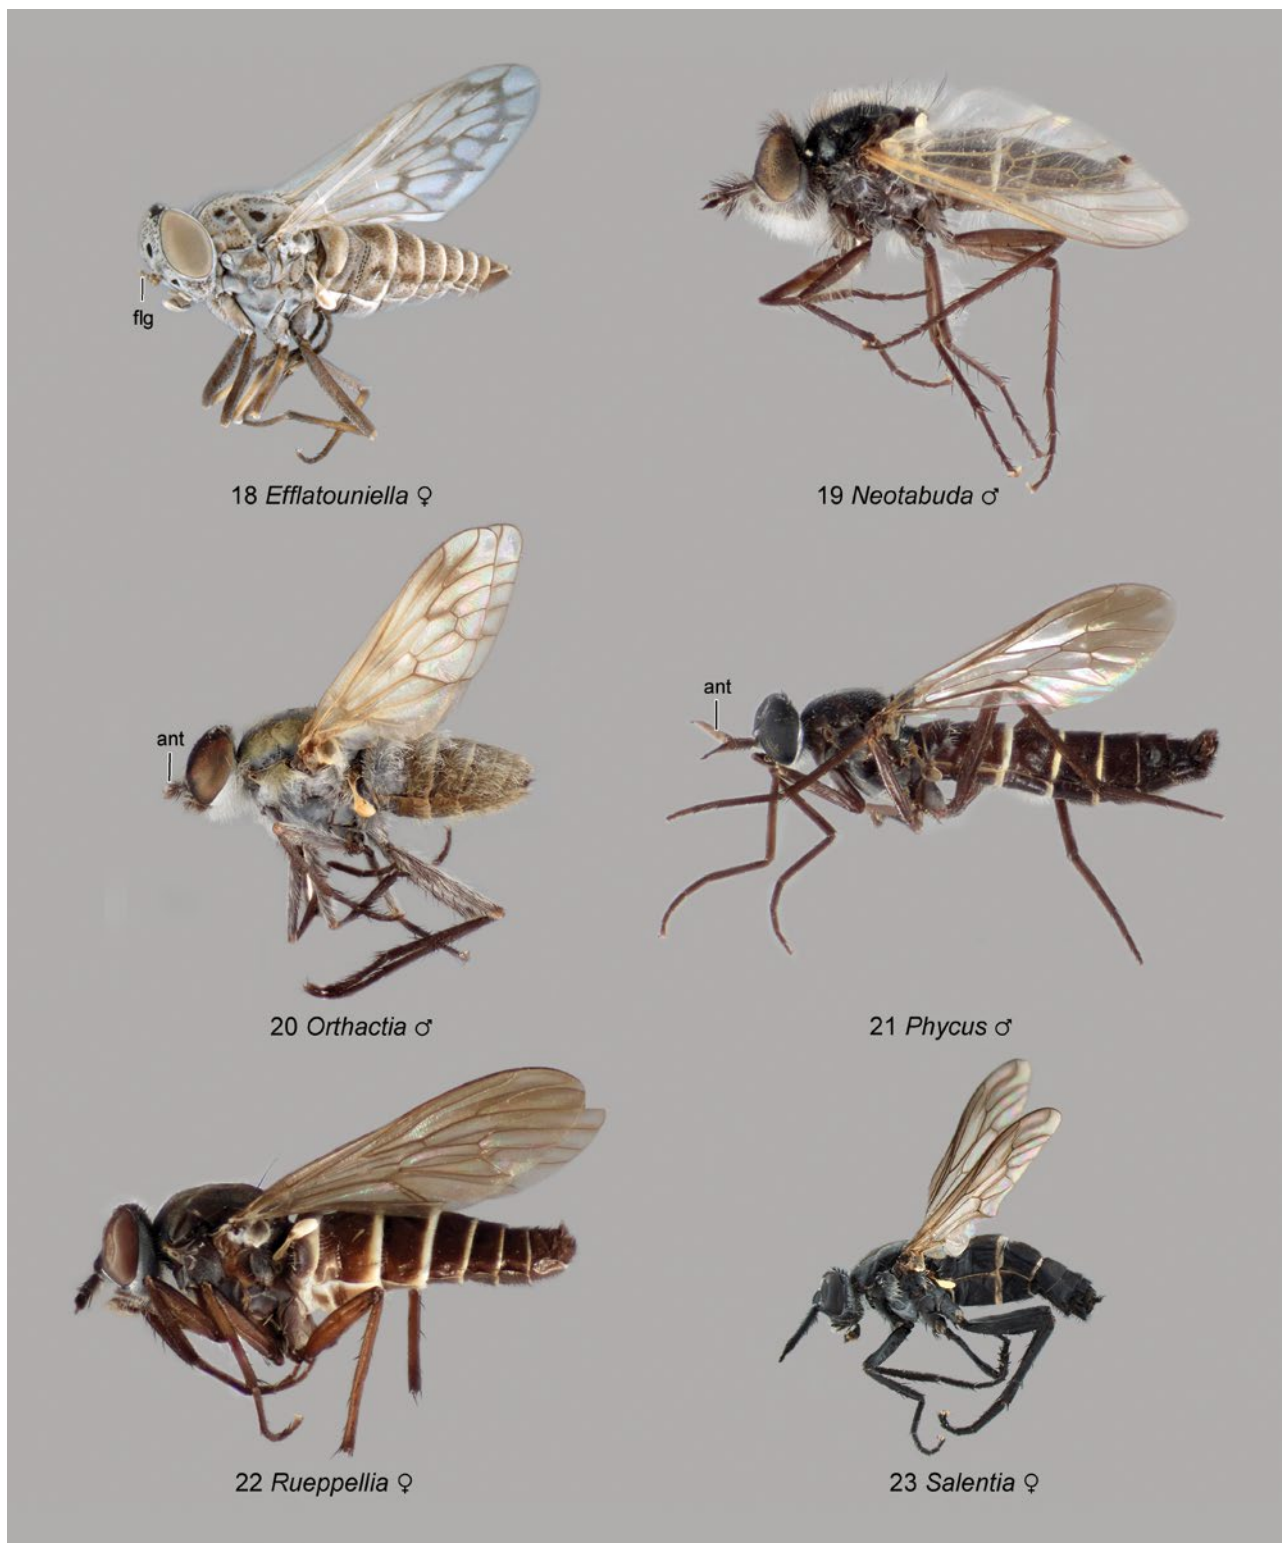 flg
18 Efflatouniella ♀
19 Neotabuda ♂
ant
20 Orthactia ♂
ant
21 Phycus ♂
22 Rueppellia ♀
23 Salentia ♀